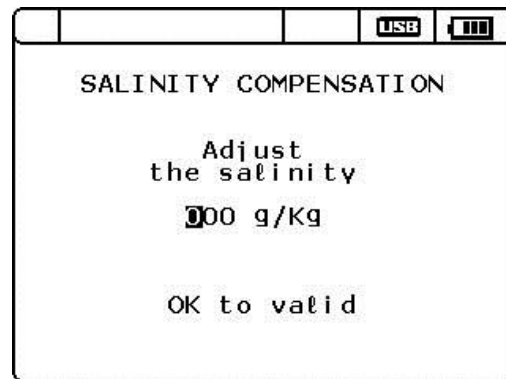 USB
SALINITY COMPENSATION
Adjust
the salinity
000 g/Kg
OK to valid